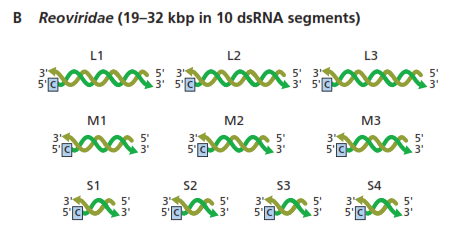 B Reoviridae (19–32 kbp in 10 dsRNA segments)
L1 L2 L3
3' 5' 3' 5' 3' 5'
5' C 3' 5' C 3' 5' C 3'
M1 M2 M3
3' 5' 3' 5' 3' 5'
5' C 3' 5' C 3' 5' C 3'
S1 S2 S3 S4
3' 5' 3' 5' 3' 5' 3' 5'
5' C 3' 5' C 3' 5' C 3' 5' C 3'